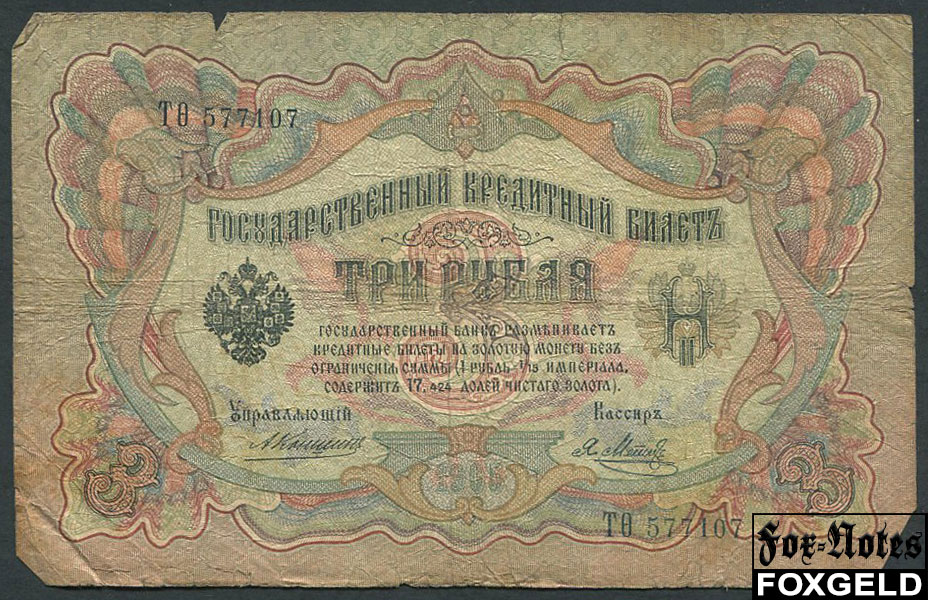 ТѲ 577107
ГОСУДАРСТВЕННЫЙ КРЕДИТНЫЙ БИЛЕТЪ
ТРИ РУБЛЯ
ГОСУДАРСТВЕННЫЙ БАНКЪ РАЗМѢНИВАЕТЪ
КРЕДИТНЫЕ БИЛЕТЫ НА ЗОЛОТУЮ МОНЕТУ БЕЗЪ
ОГРАНИЧЕНІЯ СУММЫ (1 РУБЛЬ = 1/15 ИМПЕРІАЛА,
СОДЕРЖИТЪ 17,424 ДОЛЕЙ ЧИСТАГО ЗОЛОТА).
Управляющій Кассиръ
3 1905 3
ТѲ 577107
Fox-Notes
FOXGELD